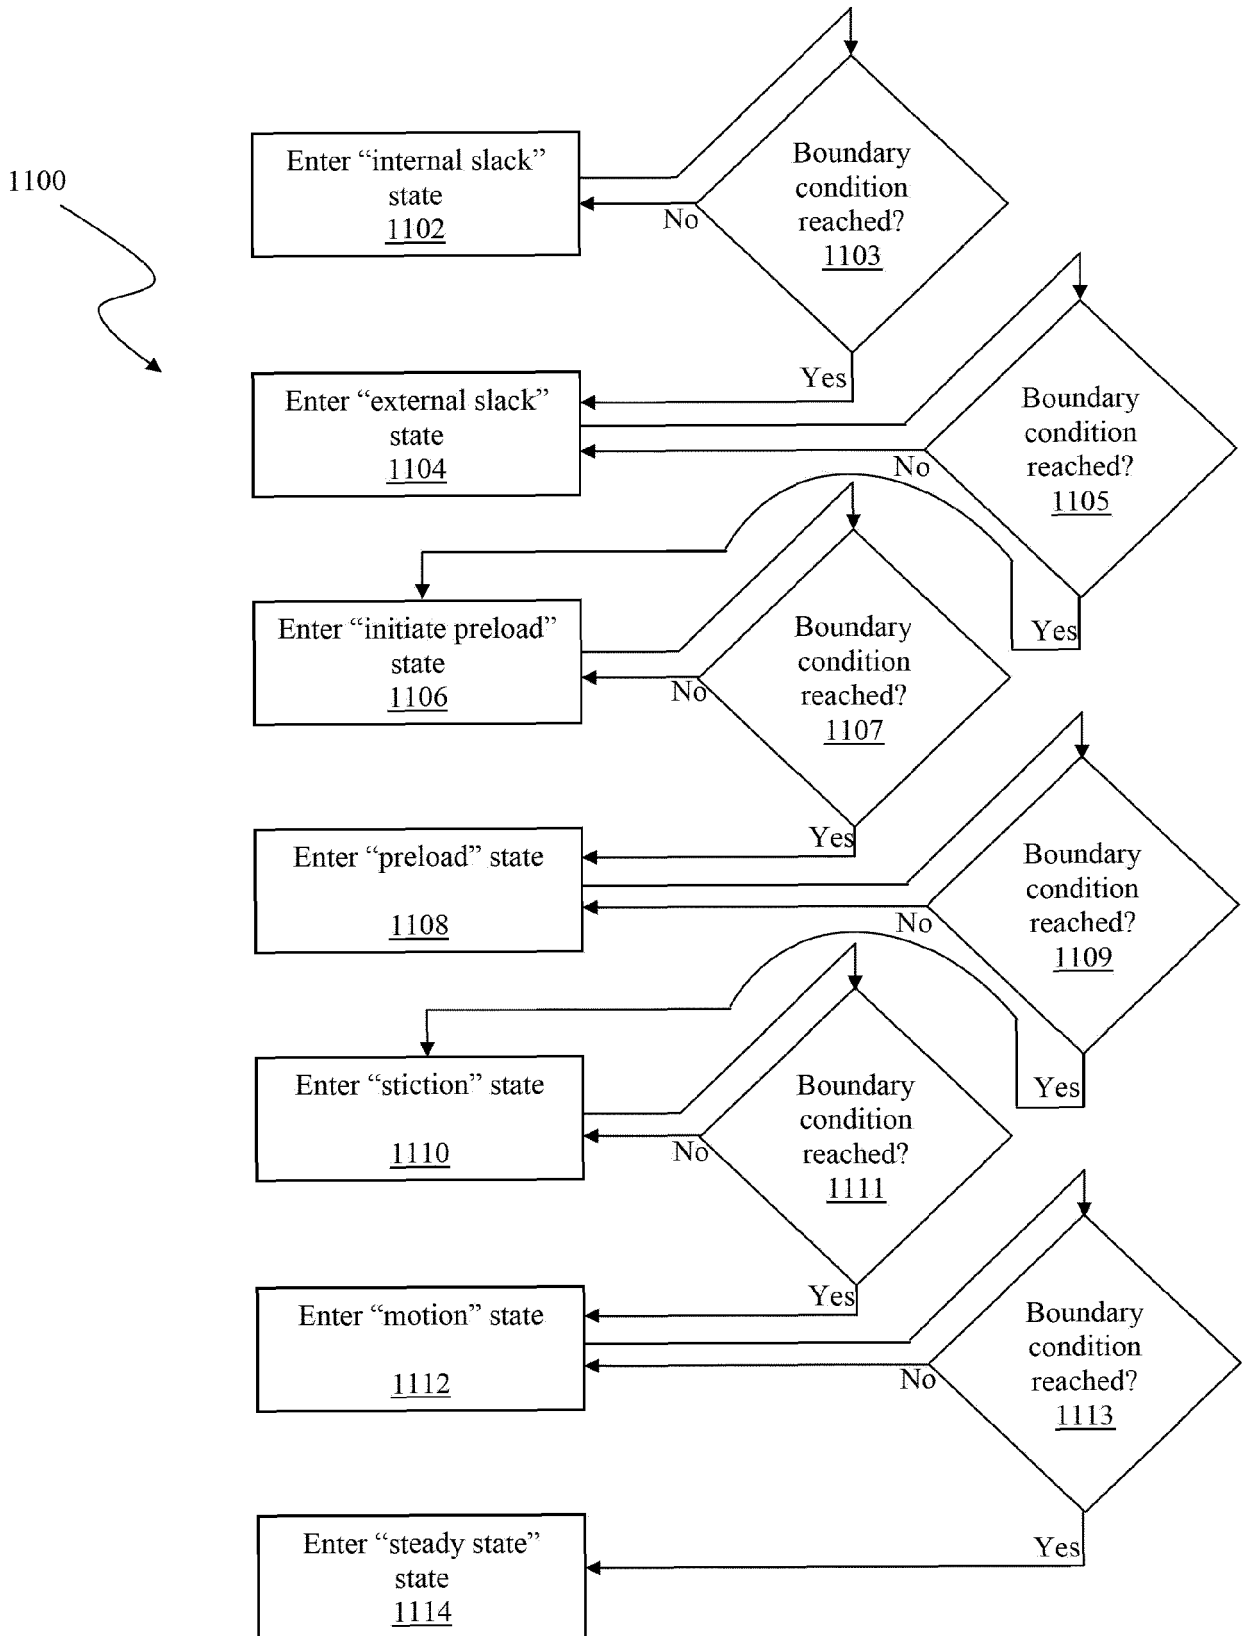 1100
Enter “internal slack”
state
1102
Boundary
condition
reached?
1103
No
Yes
Enter “external slack”
state
1104
Boundary
condition
reached?
1105
No
Yes
Enter “initiate preload”
state
1106
Boundary
condition
reached?
1107
No
Yes
Enter “preload” state
1108
Boundary
condition
reached?
1109
No
Yes
Enter “stiction” state
1110
Boundary
condition
reached?
1111
No
Yes
Enter “motion” state
1112
Boundary
condition
reached?
1113
No
Yes
Enter “steady state”
state
1114